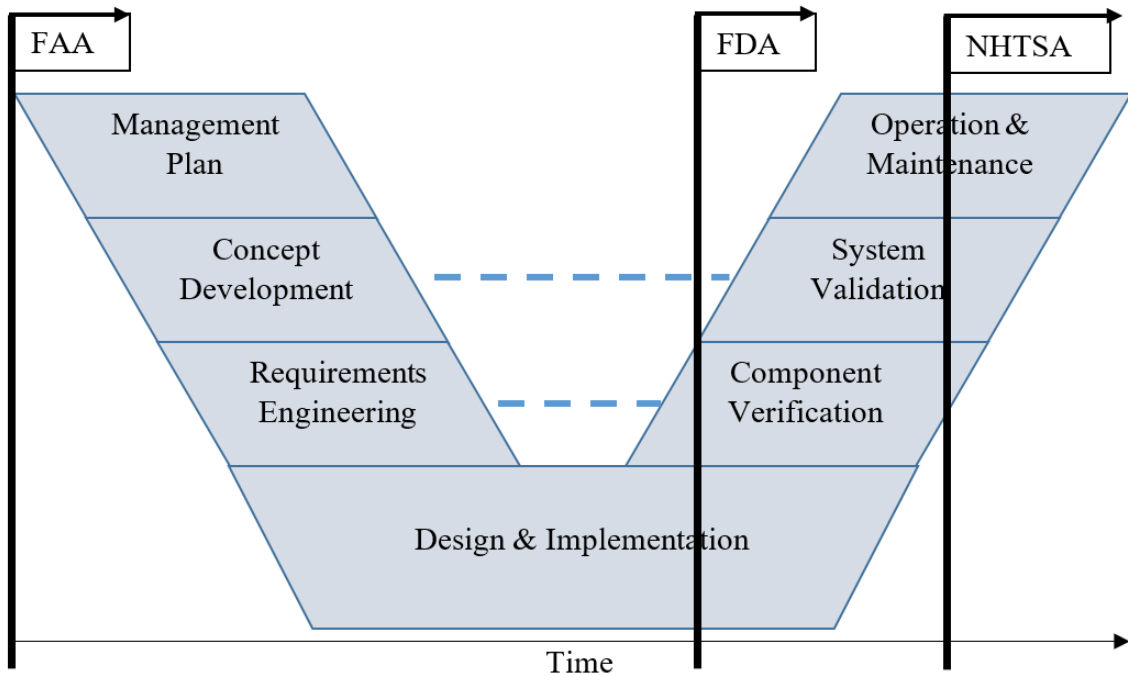 FAA
FDA
NHTSA
Management
Plan
Operation &
Maintenance
Concept
Development
System
Validation
Requirements
Engineering
Component
Verification
Design & Implementation
Time